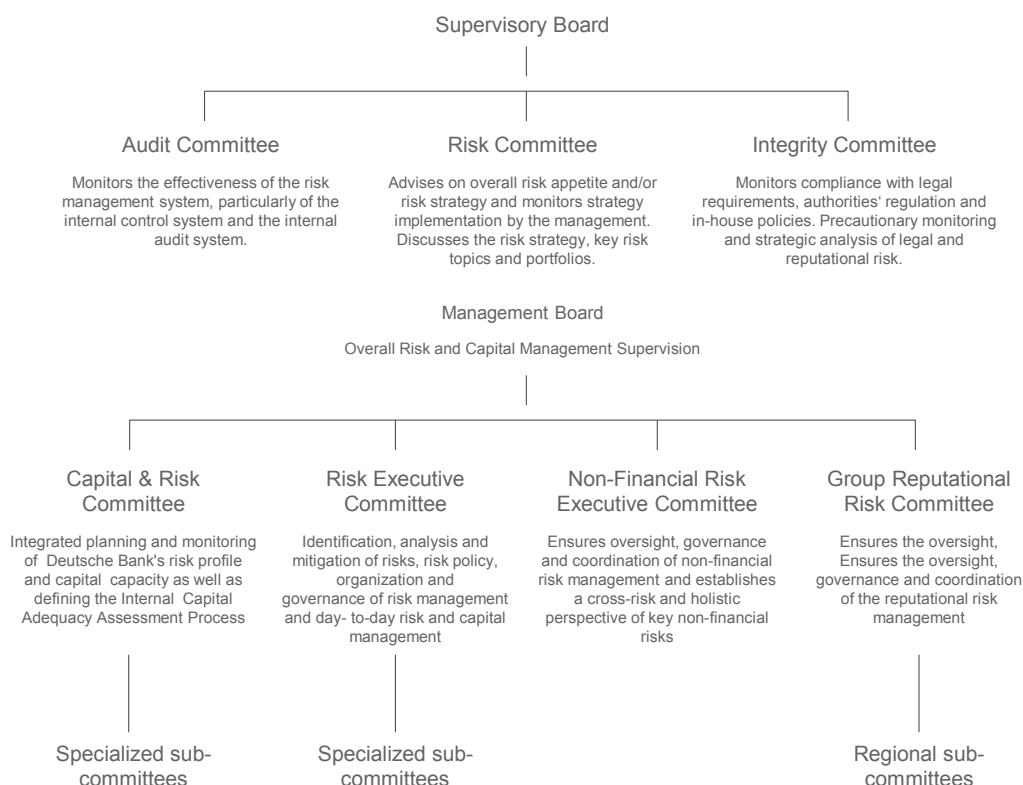 Supervisory Board
Audit Committee
Monitors the effectiveness of the risk
management system, particularly of the
internal control system and the internal
audit system.
Risk Committee
Advises on overall risk appetite and/or
risk strategy and monitors strategy
implementation by the management.
Discusses the risk strategy, key risk
topics and portfolios.
Integrity Committee
Monitors compliance with legal
requirements, authorities‘ regulation and
in-house policies. Precautionary monitoring
and strategic analysis of legal and
reputational risk.
Management Board
Overall Risk and Capital Management Supervision
Capital & Risk
Committee
Integrated planning and monitoring
of Deutsche Bank's risk profile
and capital capacity as well as
defining the Internal Capital
Adequacy Assessment Process
Specialized sub-
committees
Risk Executive
Committee
Identification, analysis and
mitigation of risks, risk policy,
organization and
governance of risk management
and day- to-day risk and capital
management
Specialized sub-
committees
Non-Financial Risk
Executive Committee
Ensures oversight, governance
and coordination of non-financial
risk management and establishes
a cross-risk and holistic
perspective of key non-financial
risks
Group Reputational
Risk Committee
Ensures the oversight,
Ensures the oversight,
governance and coordination
of the reputational risk
management
Regional sub-
committees